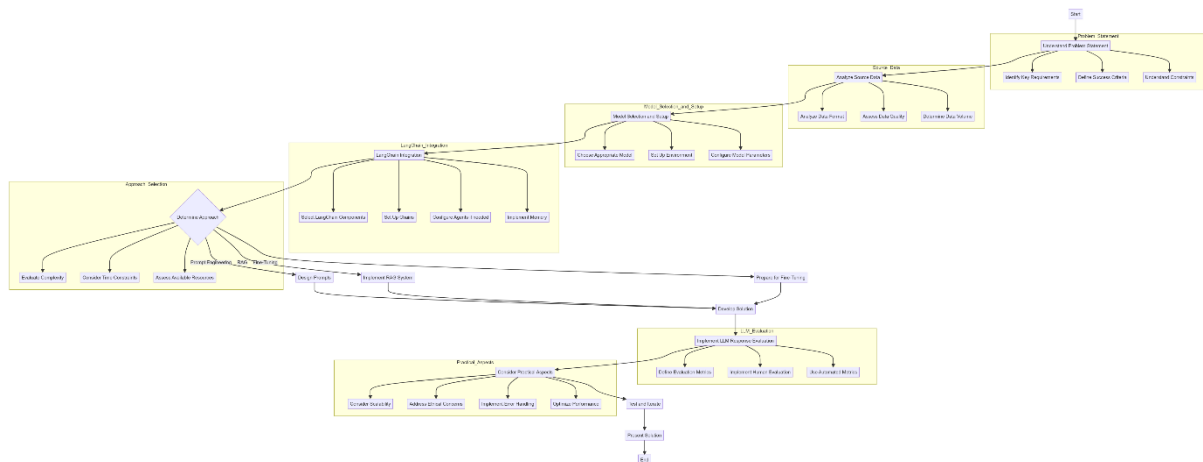 Start
Problem_Statement
Understand Problem Statement
Identify Key Requirements
Define Success Criteria
Understand Constraints
Source_Data
Analyze Source Data
Analyze Data Format
Assess Data Quality
Determine Data Volume
Model_Selection_and_Setup
Model Selection and Setup
Choose Appropriate Model
Set Up Environment
Configure Model Parameters
LangChain_Integration
LangChain Integration
Select LangChain Components
Set Up Chains
Configure Agents if needed
Implement Memory
Approach_Selection
Determine Approach
Evaluate Complexity
Consider Time Constraints
Assess Available Resources
Prompt Engineering
RAG
Fine-Tuning
Design Prompts
Implement RAG System
Prepare for Fine-Tuning
Develop Solution
LLM_Evaluation
Implement LLM Response Evaluation
Define Evaluation Metrics
Implement Human Evaluation
Use Automated Metrics
Practical_Aspects
Consider Practical Aspects
Consider Scalability
Address Ethical Concerns
Implement Error Handling
Optimize Performance
Test and Iterate
Present Solution
End